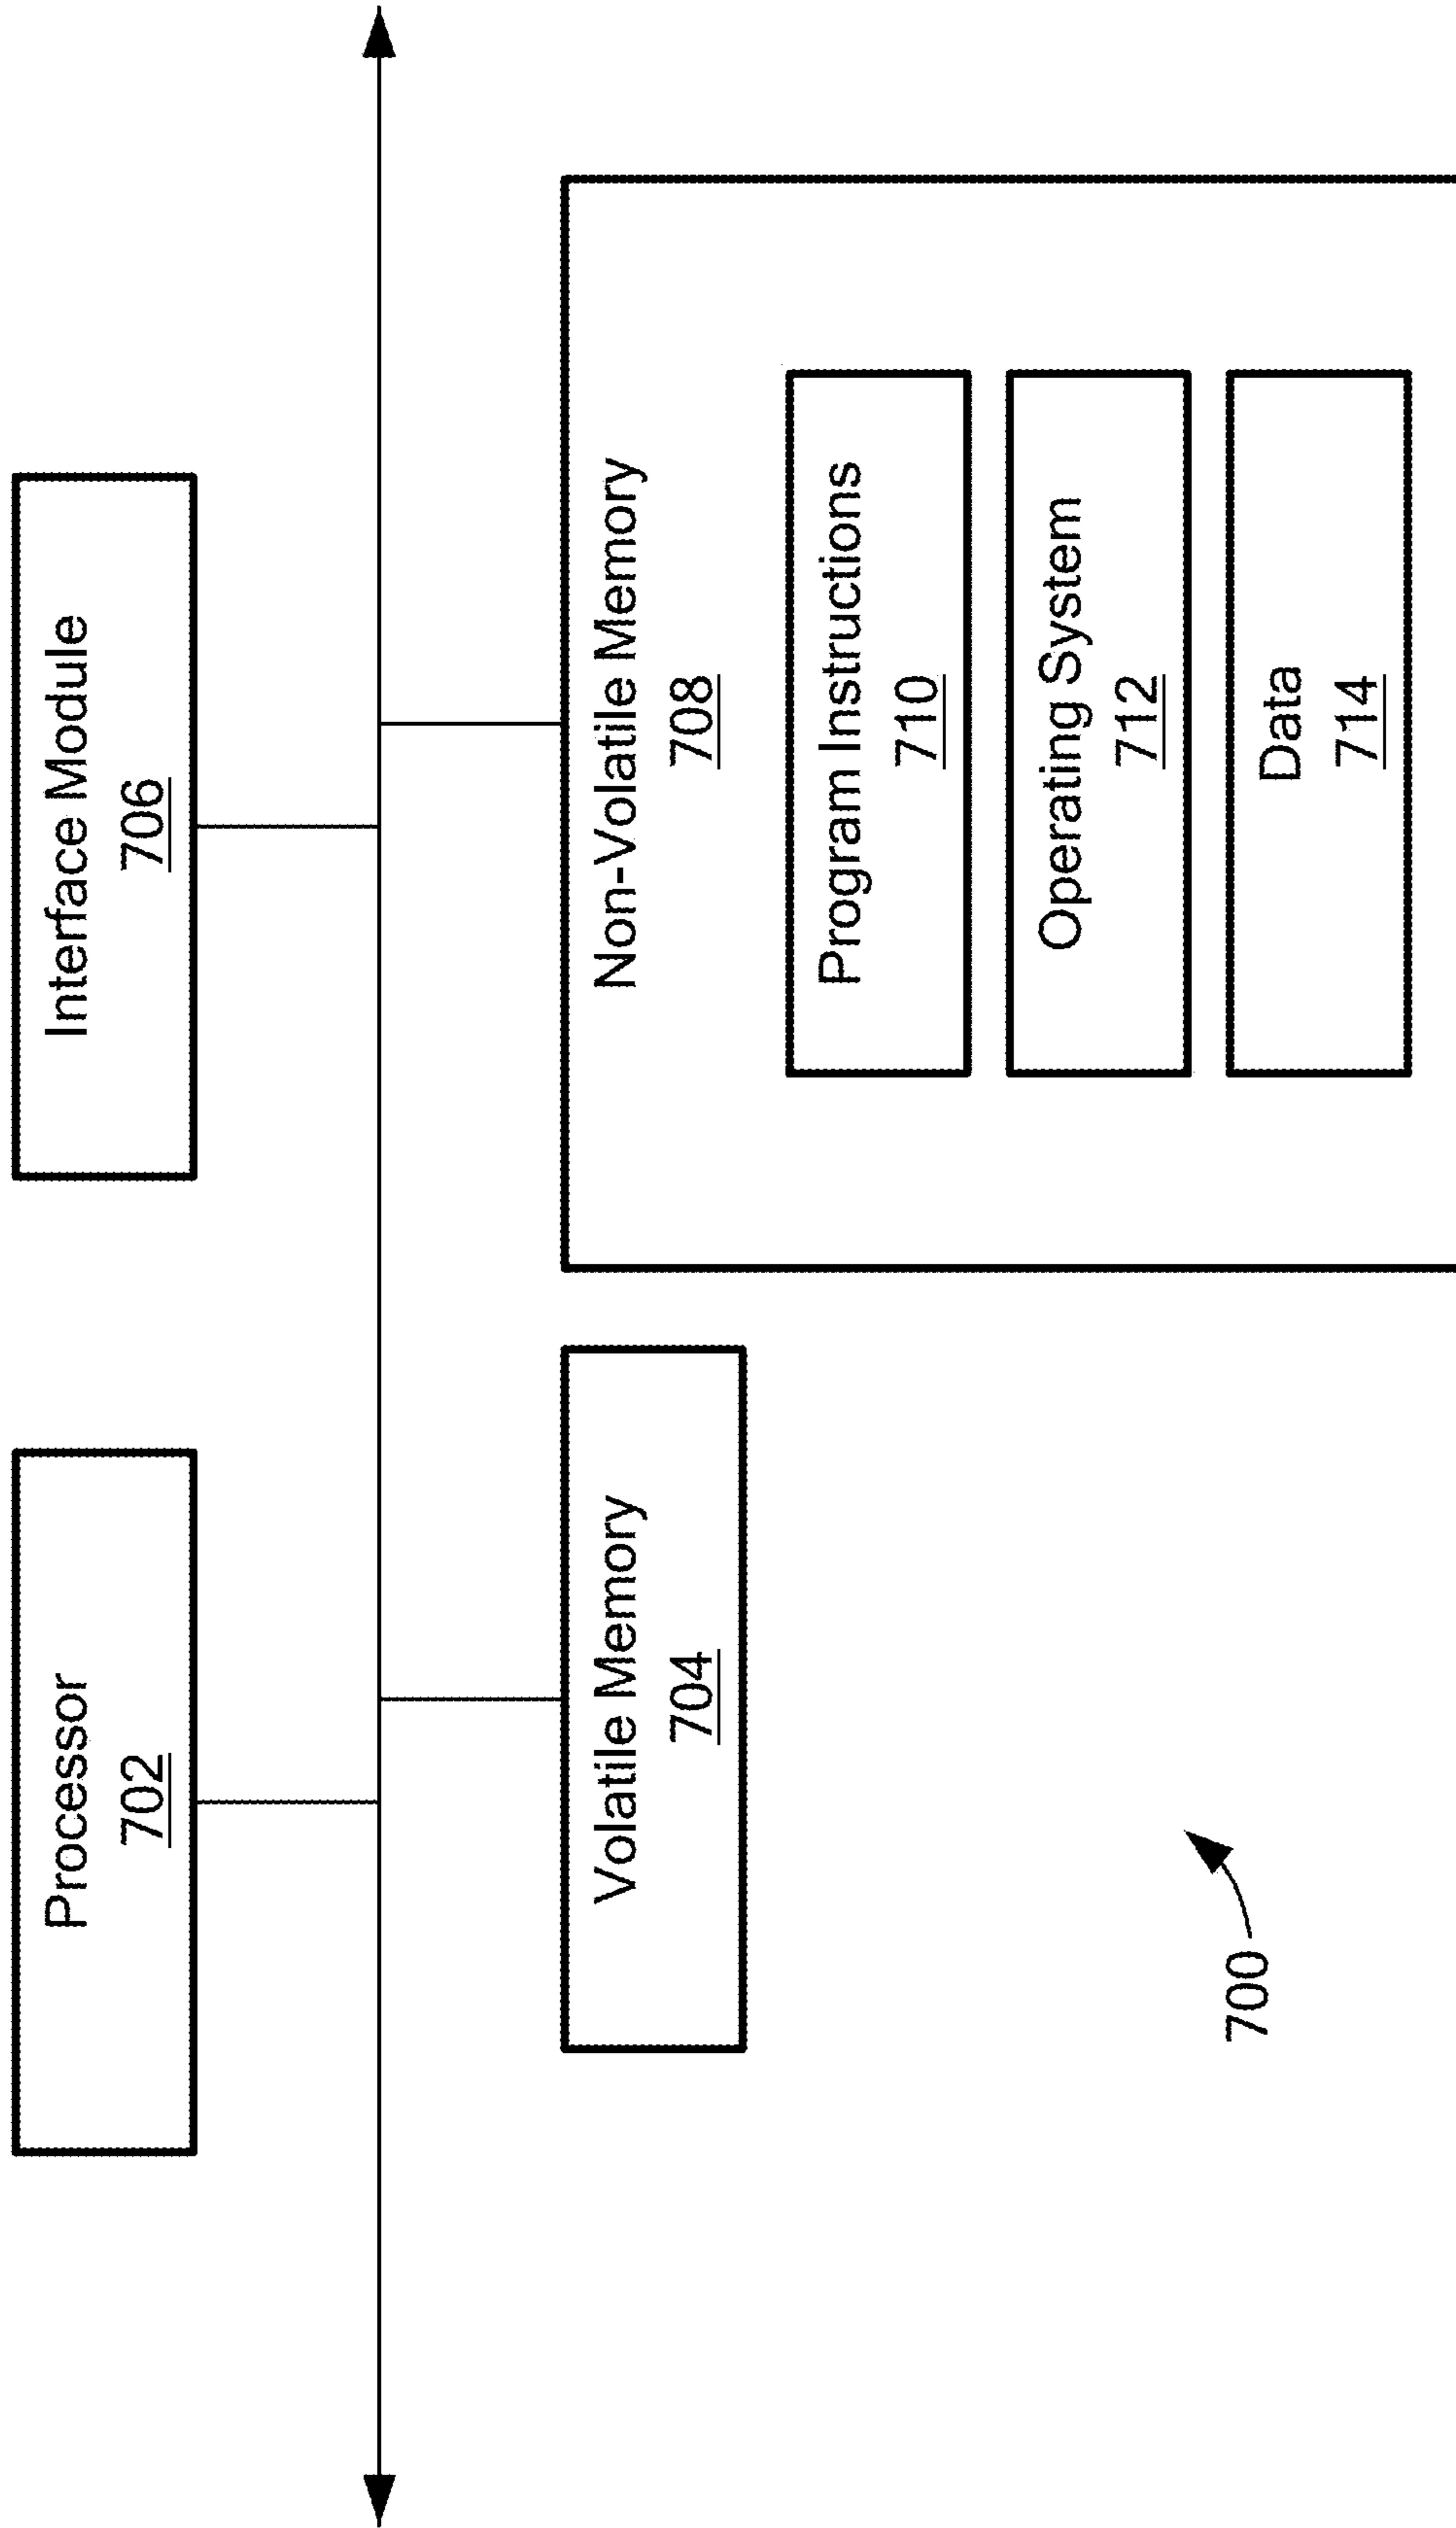 Processor
702
Interface Module
706
Volatile Memory
704
Non-Volatile Memory
708
Program Instructions
710
Operating System
712
Data
714
700